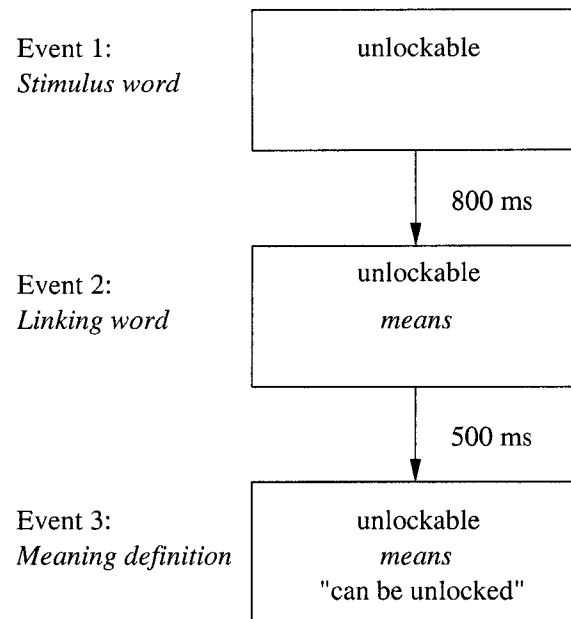 Event 1:
Stimulus word
unlockable
800 ms
Event 2:
Linking word
unlockable
means
500 ms
Event 3:
Meaning definition
unlockable
means
"can be unlocked"